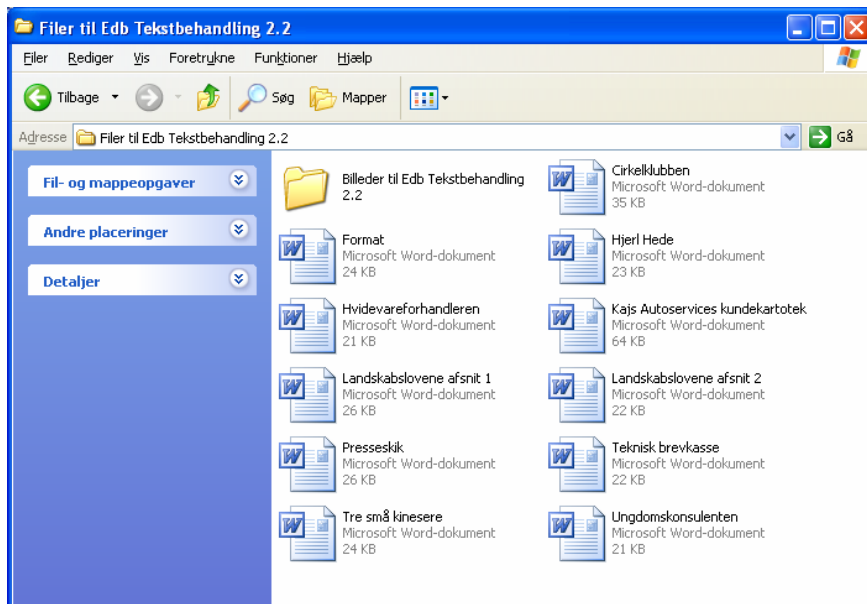 Filer til Edb Tekstbehandling 2.2
Filer Rediger Vis Foretrukne Funktioner Hjælp
Tilbage Søg Mapper
Adresse Filer til Edb Tekstbehandling 2.2 Gå
Fil- og mappeopgaver
Andre placeringer
Detaljer
Billeder til Edb Tekstbehandling
2.2
Cirkelklubben
Microsoft Word-dokument
35 KB
Format
Microsoft Word-dokument
24 KB
Hjerl Hede
Microsoft Word-dokument
23 KB
Hvidevareforhandleren
Microsoft Word-dokument
21 KB
Kajs Autoservices kundekartotek
Microsoft Word-dokument
64 KB
Landskabslovene afsnit 1
Microsoft Word-dokument
26 KB
Landskabslovene afsnit 2
Microsoft Word-dokument
22 KB
Presseskik
Microsoft Word-dokument
26 KB
Teknisk brevkasse
Microsoft Word-dokument
22 KB
Tre små kinesere
Microsoft Word-dokument
24 KB
Ungdomskonsulenten
Microsoft Word-dokument
21 KB